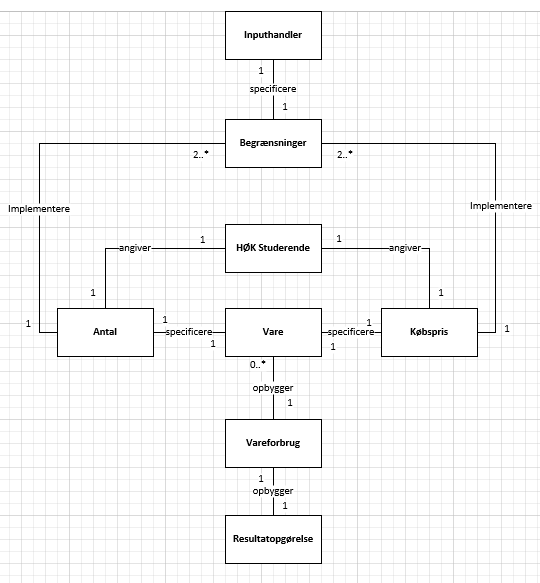 Inputhandler
1
specificere
1
Begrænsninger
2..*
2..*
Implementere
Implementere
1
1
HØK Studerende
angiver
angiver
1
1
1
1
Antal
specificere
Vare
specificere
Købspris
1
1
1
1
0..*
opbygger
1
Vareforbrug
1
opbygger
1
Resultatopgørelse